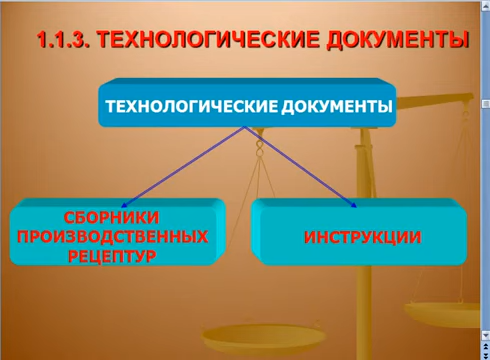 1.1.3. ТЕХНОЛОГИЧЕСКИЕ ДОКУМЕНТЫ
ТЕХНОЛОГИЧЕСКИЕ ДОКУМЕНТЫ
СБОРНИКИ
ПРОИЗВОДСТВЕННЫХ
РЕЦЕПТУР
ИНСТРУКЦИИ